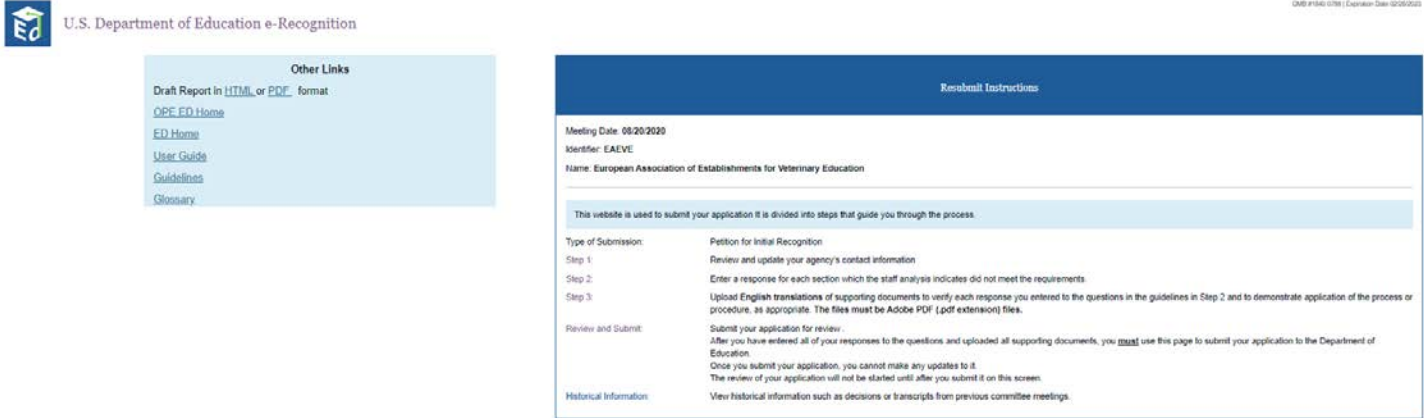 OMB #1840-0788 | Expiration Date 02/28/2023
U.S. Department of Education e-Recognition
Other Links
Draft Report in HTML or PDF format
OPE ED Home
ED Home
User Guide
Guidelines
Glossary
Resubmit Instructions
Meeting Date: 08/20/2020
Identifier: EAEVE
Name: European Association of Establishments for Veterinary Education
This website is used to submit your application It is divided into steps that guide you through the process.
Type of Submission: Petition for Initial Recognition
Step 1: Review and update your agency's contact information
Step 2: Enter a response for each section which the staff analysis indicates did not meet the requirements.
Step 3: Upload English translations of supporting documents to verify each response you entered to the questions in the guidelines in Step 2 and to demonstrate application of the process or
procedure, as appropriate. The files must be Adobe PDF (.pdf extension) files.
Review and Submit: Submit your application for review .
After you have entered all of your responses to the questions and uploaded all supporting documents, you must use this page to submit your application to the Department of
Education.
Once you submit your application, you cannot make any updates to it.
The review of your application will not be started until after you submit it on this screen.
Historical Information: View historical information such as decisions or transcripts from previous committee meetings.